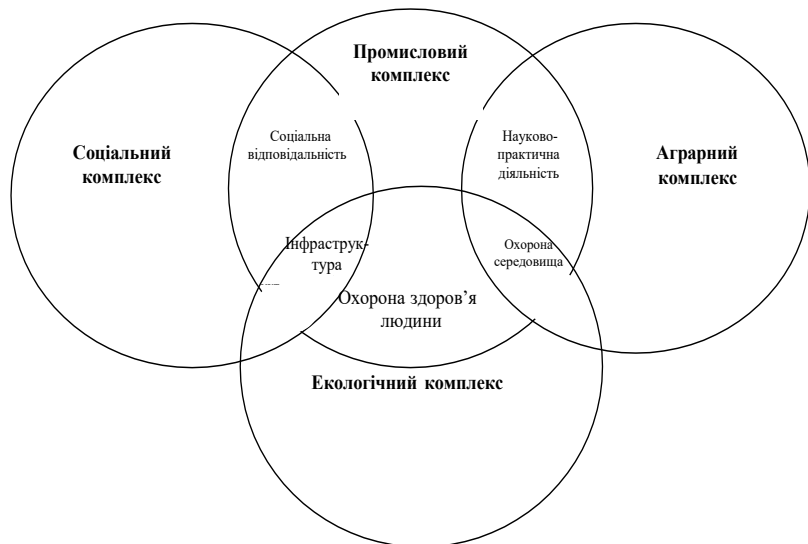 Промисловий
комплекс
Соціальна
відповідальність
Науково-
практична
діяльність
Соціальний
комплекс
Аграрний
комплекс
Інфраструк-
тура
Охорона
середовища
Охорона здоров’я
людини
Екологічний комплекс